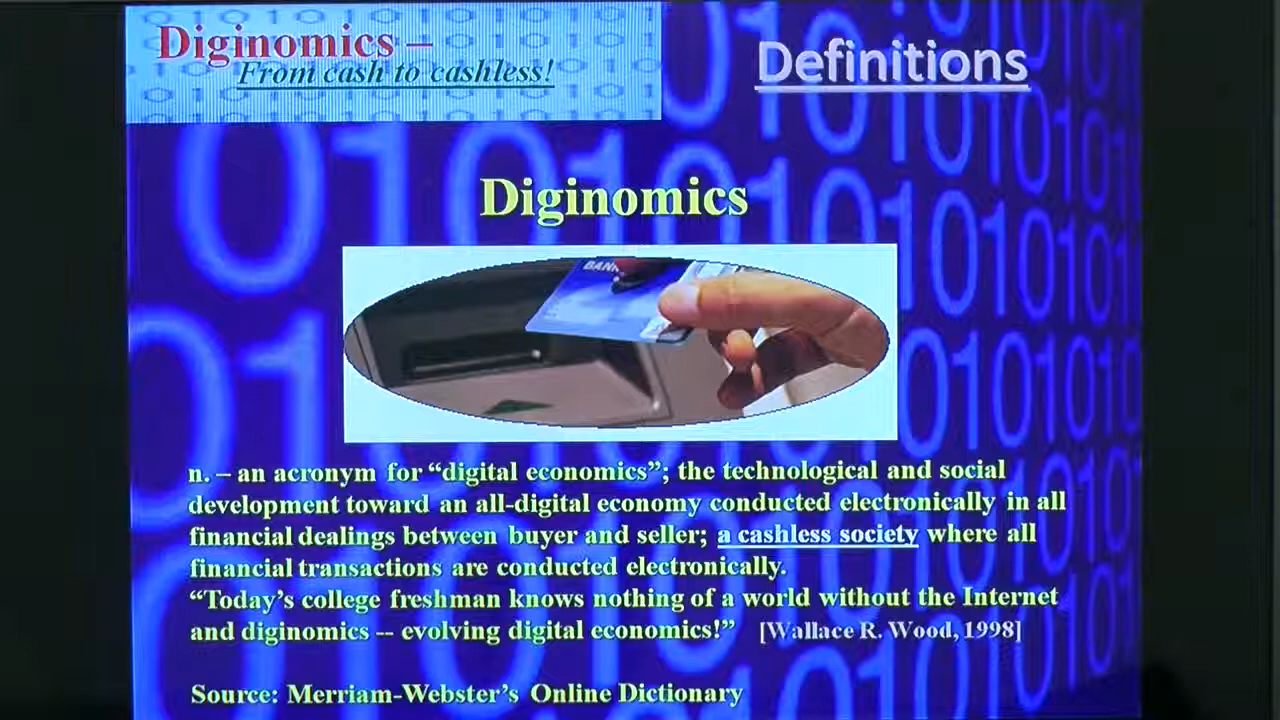 Diginomics –
From cash to cashless!
Definitions
Diginomics
BAN
n. – an acronym for “digital economics”; the technological and social
development toward an all-digital economy conducted electronically in all
financial dealings between buyer and seller; a cashless society where all
financial transactions are conducted electronically.
“Today’s college freshman knows nothing of a world without the Internet
and diginomics -- evolving digital economics!” [Wallace R. Wood, 1998]
Source: Merriam-Webster’s Online Dictionary